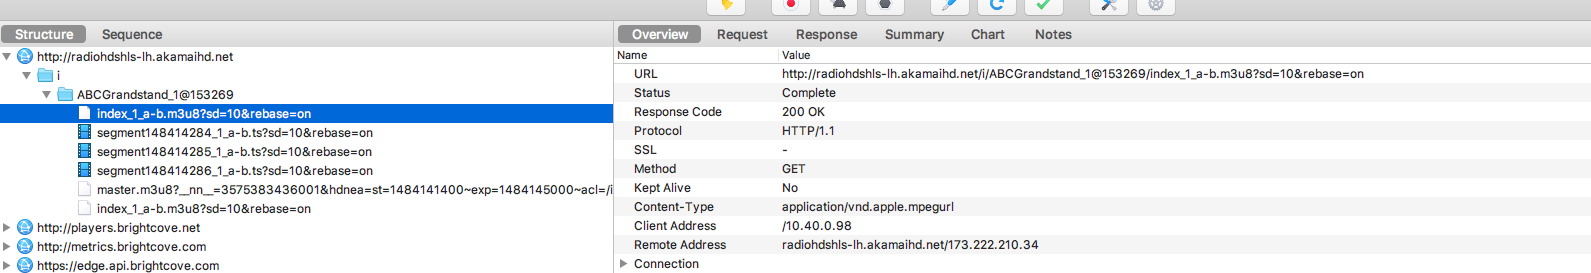 Structure Sequence
http://radiohdshls-lh.akamaihd.net
i
ABCGrandstand_1@153269
index_1_a-b.m3u8?sd=10&rebase=on
segment148414284_1_a-b.ts?sd=10&rebase=on
segment148414285_1_a-b.ts?sd=10&rebase=on
segment148414286_1_a-b.ts?sd=10&rebase=on
master.m3u8?__nn__=3575383436001&hdnea=st=1484141400~exp=1484145000~acl=/i
index_1_a-b.m3u8?sd=10&rebase=on
http://players.brightcove.net
http://metrics.brightcove.com
https://edge.api.brightcove.com
Overview Request Response Summary Chart Notes
Name Value
URL http://radiohdshls-lh.akamaihd.net/i/ABCGrandstand_1@153269/index_1_a-b.m3u8?sd=10&rebase=on
Status Complete
Response Code 200 OK
Protocol HTTP/1.1
SSL -
Method GET
Kept Alive No
Content-Type application/vnd.apple.mpegurl
Client Address /10.40.0.98
Remote Address radiohdshls-lh.akamaihd.net/173.222.210.34
Connection